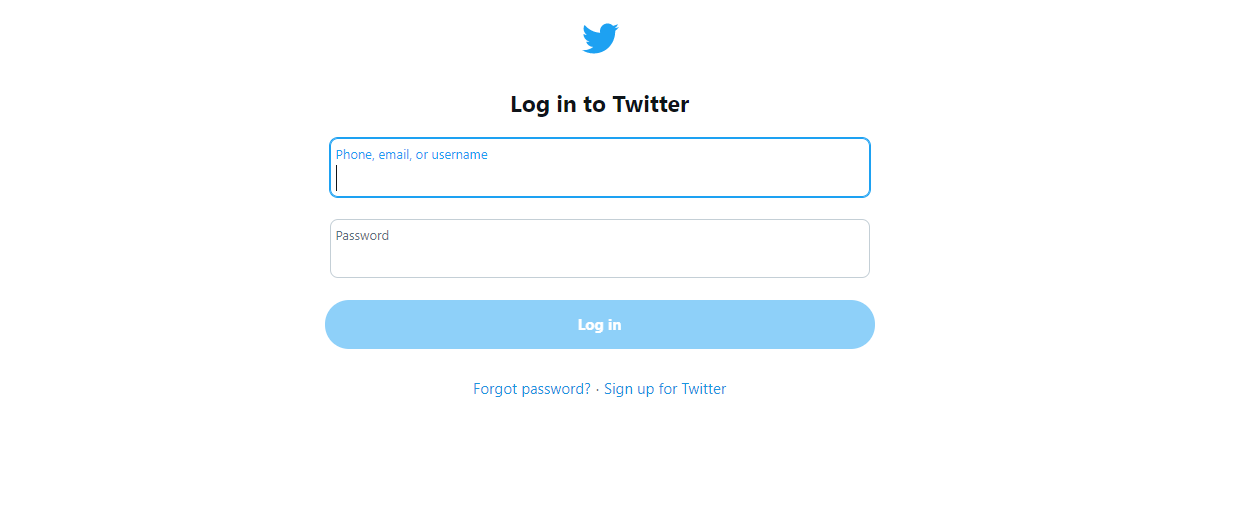 Log in to Twitter
Phone, email, or username
Password
Log in
Forgot password? · Sign up for Twitter